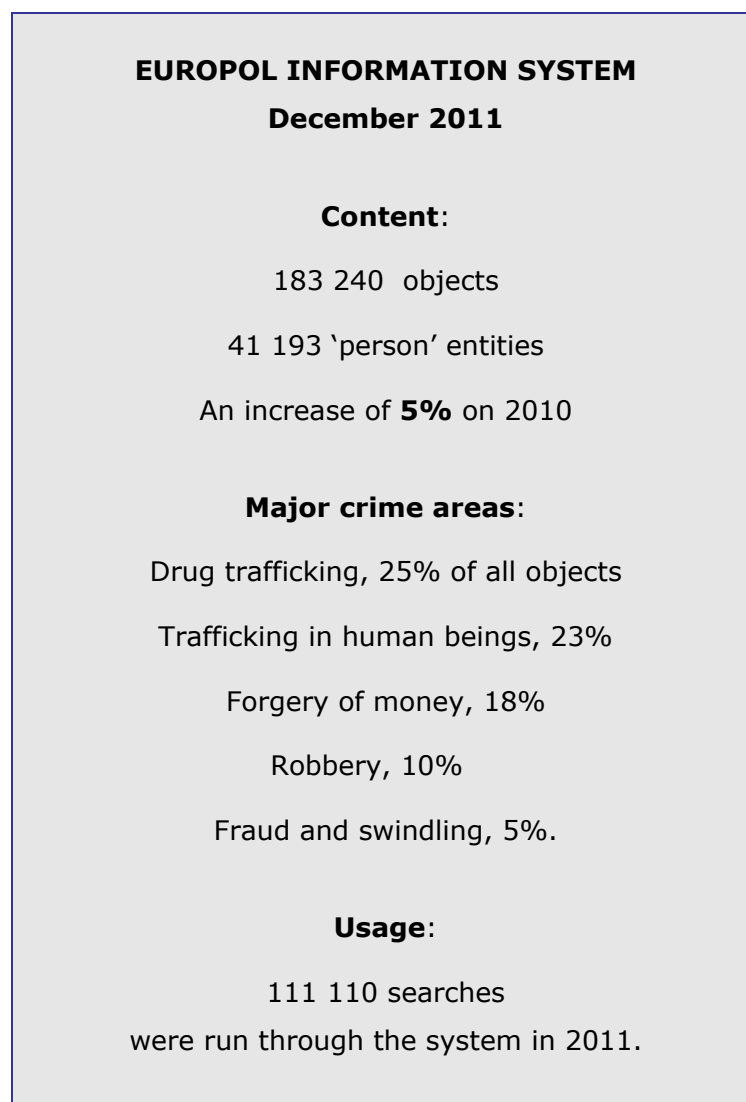 EUROPOL INFORMATION SYSTEM
December 2011
Content:
183 240  objects
41 193 ‘person’ entities
An increase of 5% on 2010
Major crime areas:
Drug trafficking, 25% of all objects
Trafficking in human beings, 23%
Forgery of money, 18%
Robbery, 10%
Fraud and swindling, 5%.
Usage:
111 110 searches
were run through the system in 2011.